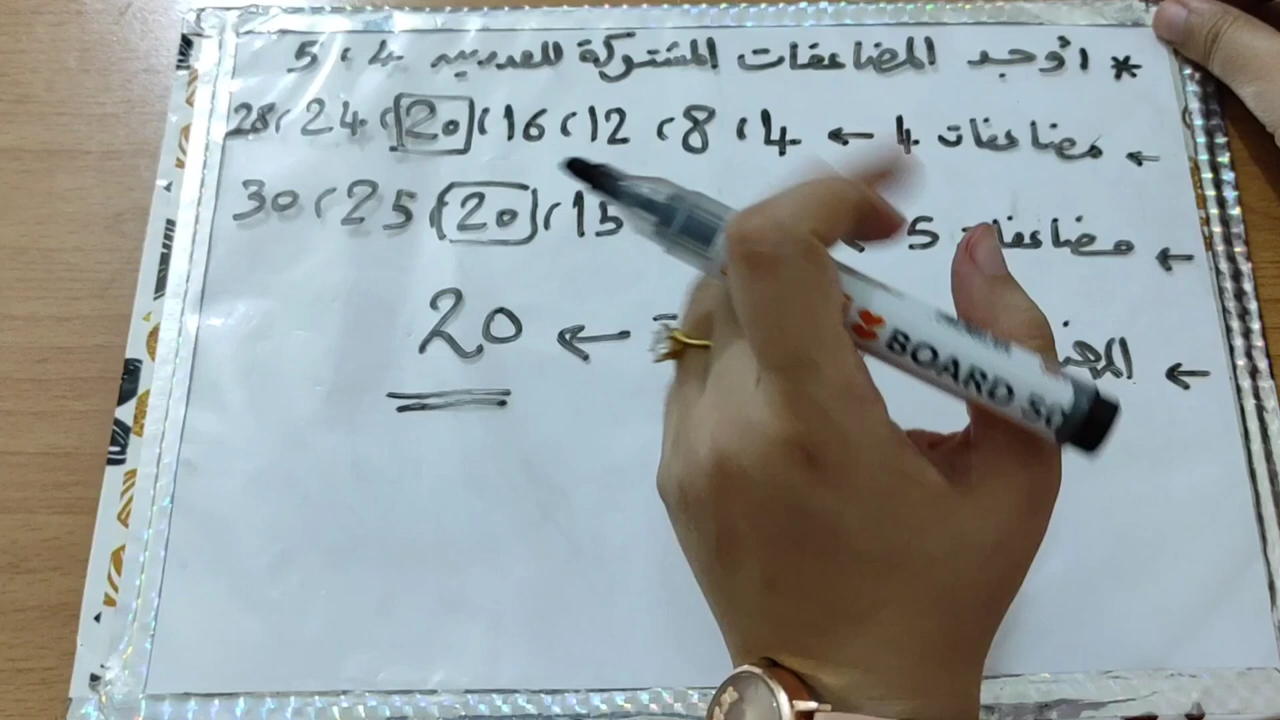 * أوجد المضاعفات المشتركة للعددين 4 ، 5
← مضاعفات 4 ← 4 ، 8 ، 12 ، 16 ، 20 ، 24 ، 28
← مضاعفات 5 15 ، 20 ، 25 ، 30
← ← 20
BOARD